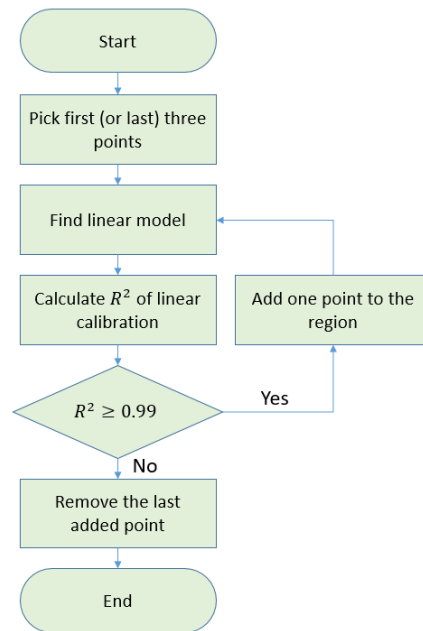 Start
Pick first (or last) three
points
Find linear model
Calculate R² of linear
calibration
Add one point to the
region
R² ≥ 0.99
Yes
No
Remove the last
added point
End